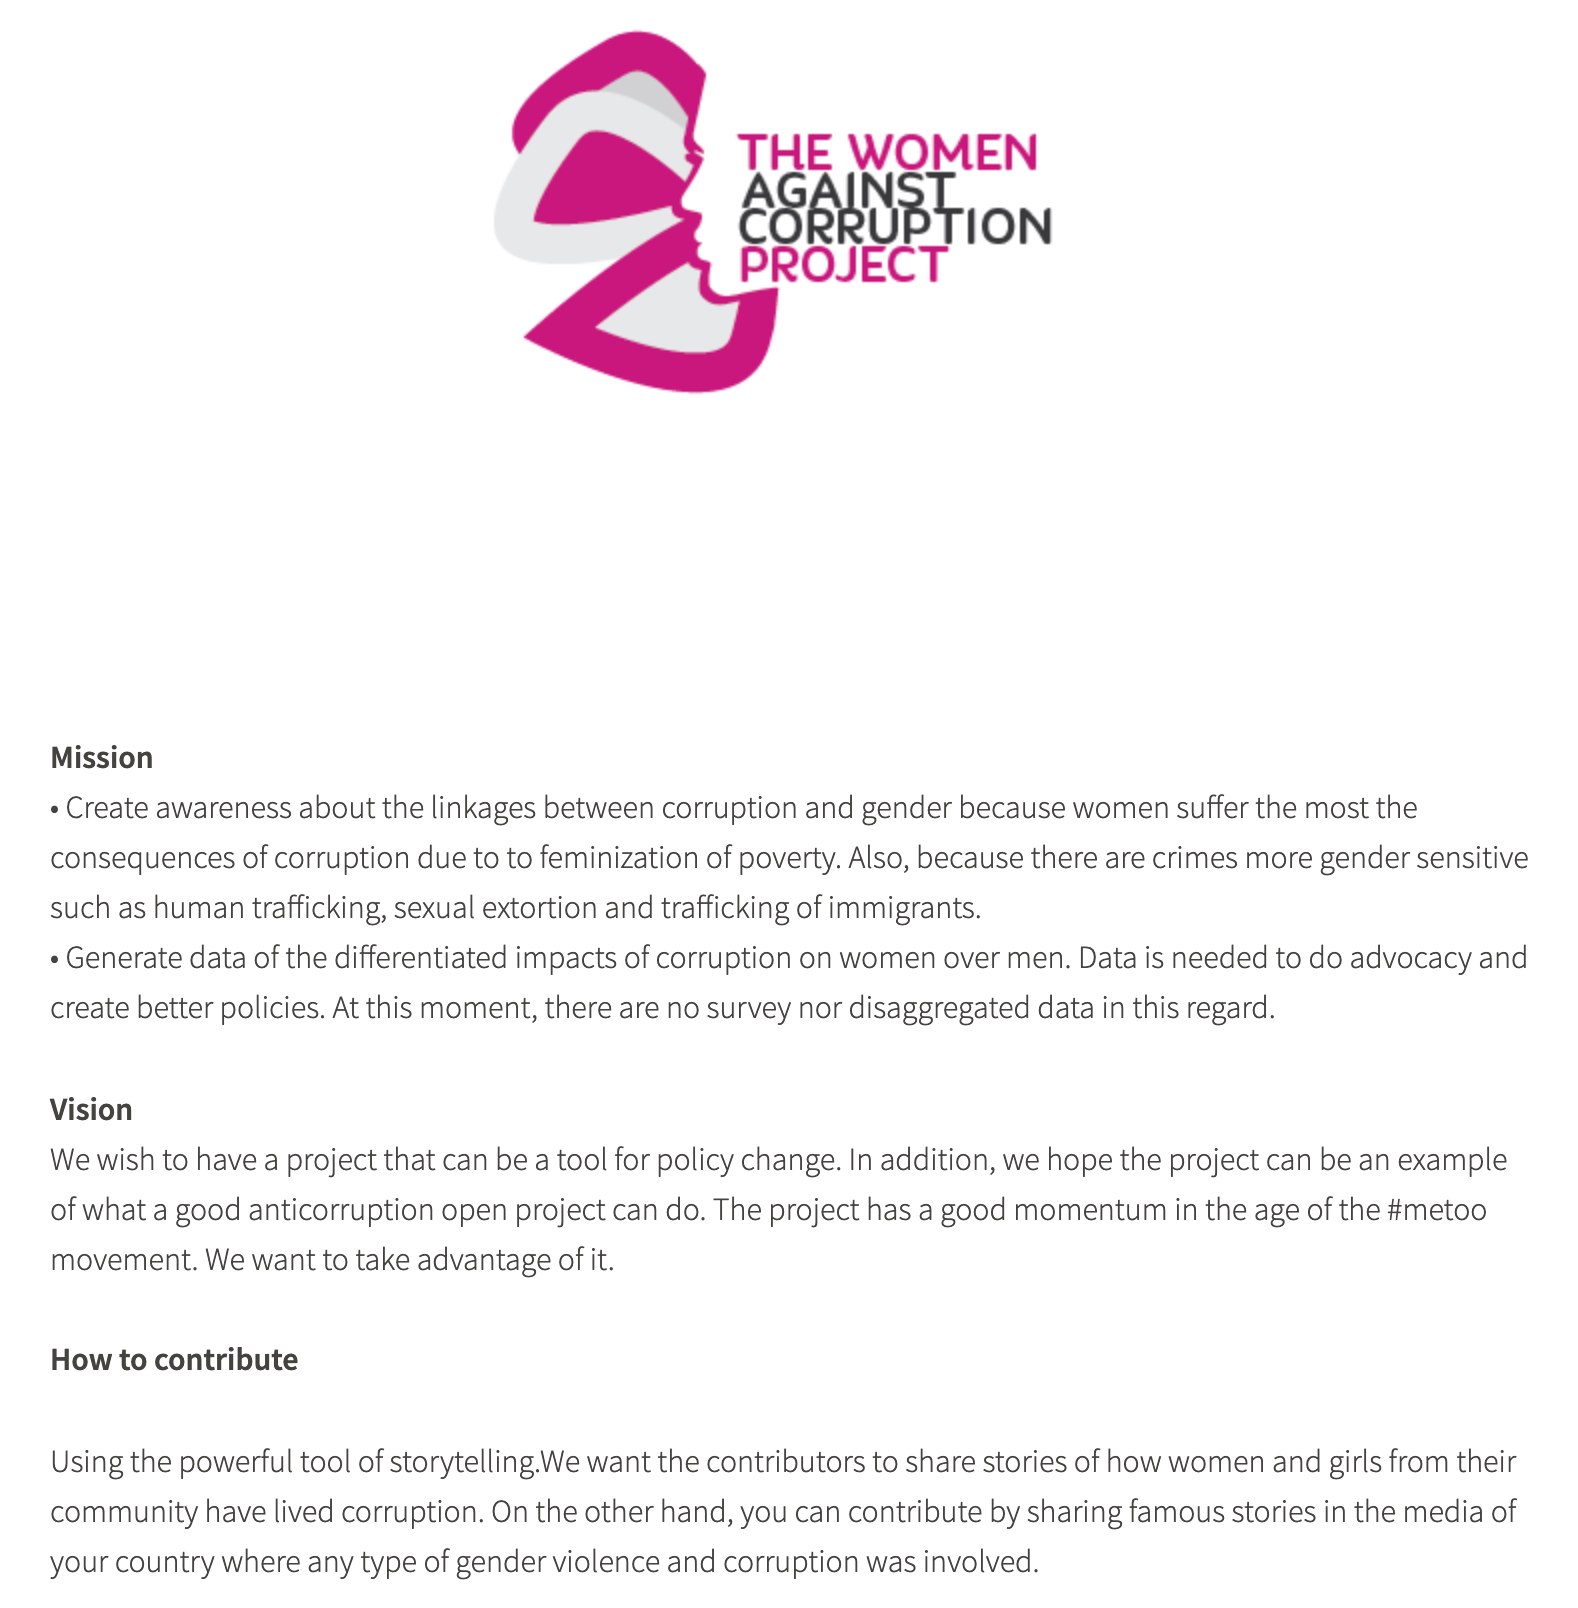 THE WOMEN
AGAINST
CORRUPTION
PROJECT
Mission
• Create awareness about the linkages between corruption and gender because women suffer the most the
consequences of corruption due to to feminization of poverty. Also, because there are crimes more gender sensitive
such as human trafficking, sexual extortion and trafficking of immigrants.
• Generate data of the differentiated impacts of corruption on women over men. Data is needed to do advocacy and
create better policies. At this moment, there are no survey nor disaggregated data in this regard.
Vision
We wish to have a project that can be a tool for policy change. In addition, we hope the project can be an example
of what a good anticorruption open project can do. The project has a good momentum in the age of the #metoo
movement. We want to take advantage of it.
How to contribute
Using the powerful tool of storytelling.We want the contributors to share stories of how women and girls from their
community have lived corruption. On the other hand, you can contribute by sharing famous stories in the media of
your country where any type of gender violence and corruption was involved.